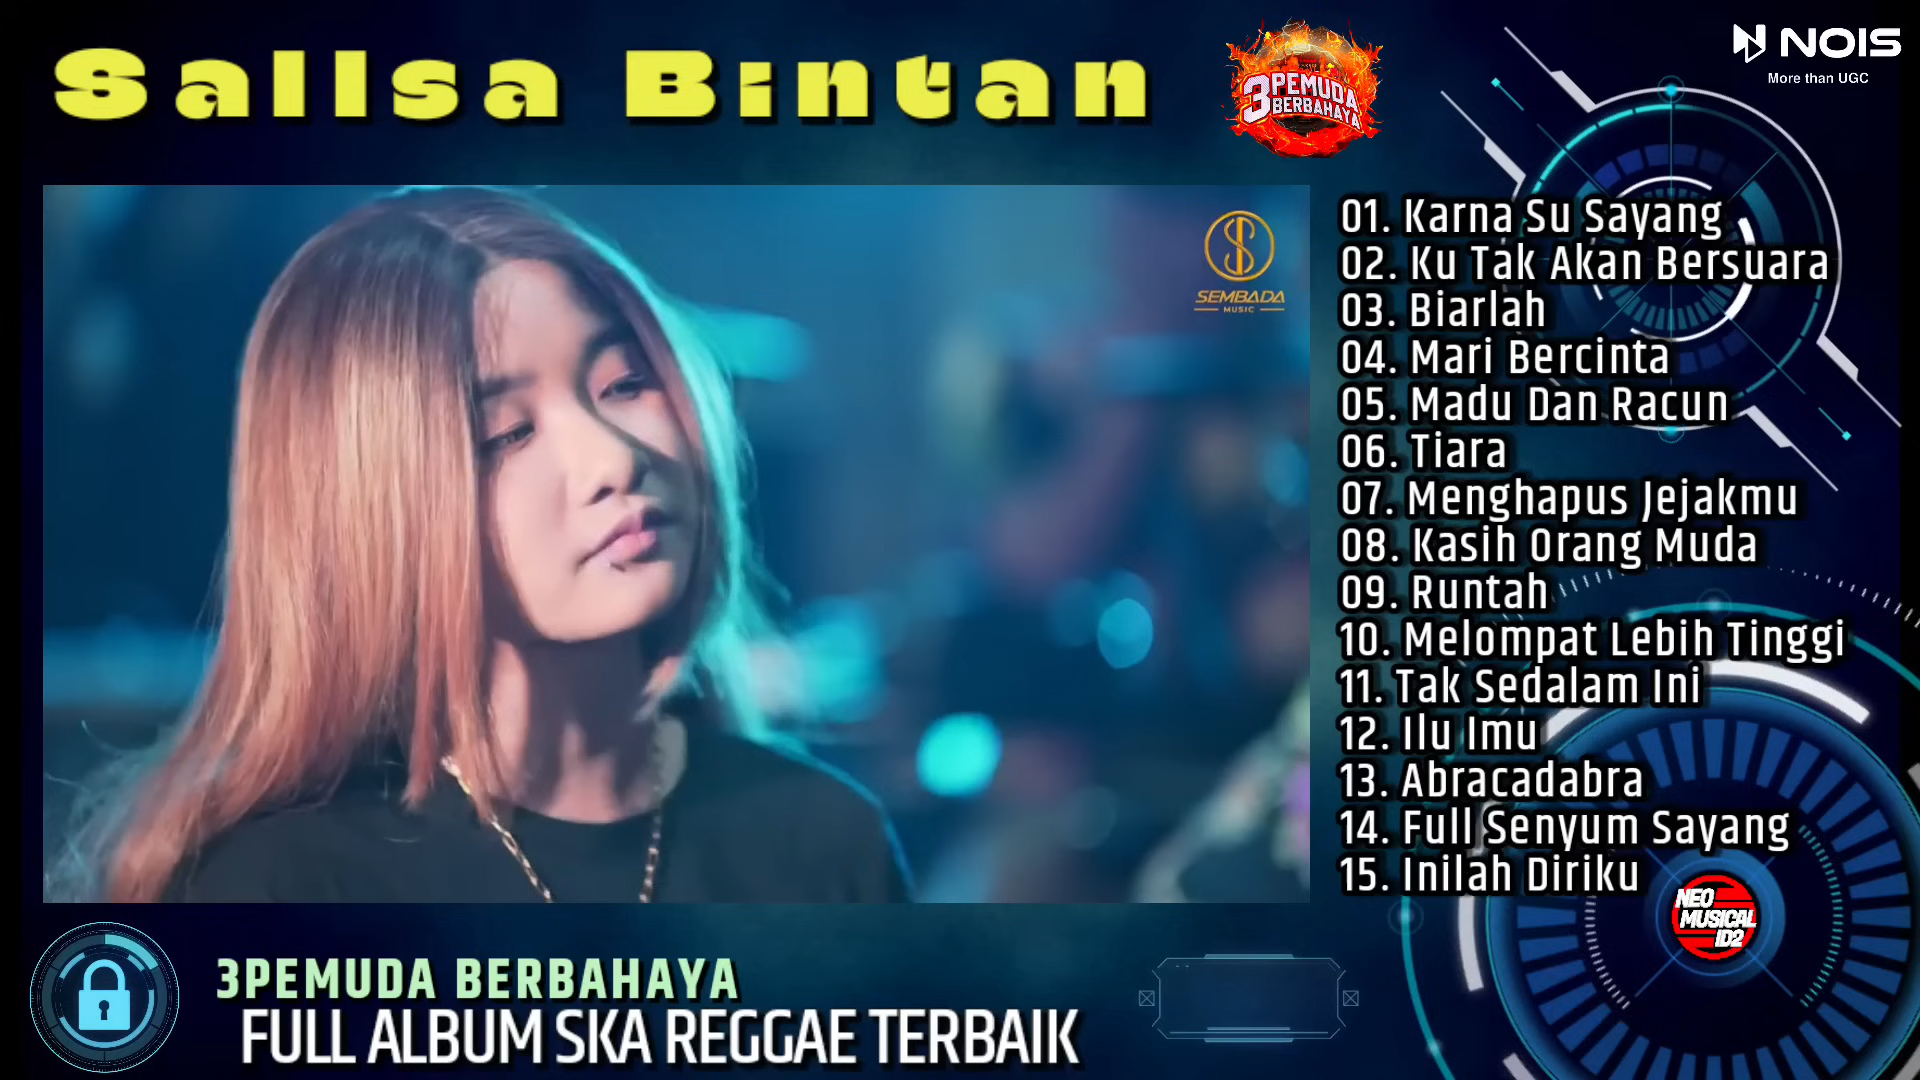 Sallsa Bintan
3PEMUDA
BERBAHAYA
NOIS
More than UGC
SEMBADA
MUSIC
01. Karna Su Sayang
02. Ku Tak Akan Bersuara
03. Biarlah
04. Mari Bercinta
05. Madu Dan Racun
06. Tiara
07. Menghapus Jejakmu
08. Kasih Orang Muda
09. Runtah
10. Melompat Lebih Tinggi
11. Tak Sedalam Ini
12. Ilu Imu
13. Abracadabra
14. Full Senyum Sayang
15. Inilah Diriku
NEO
MUSICAL
ID2
3PEMUDA BERBAHAYA
FULL ALBUM SKA REGGAE TERBAIK